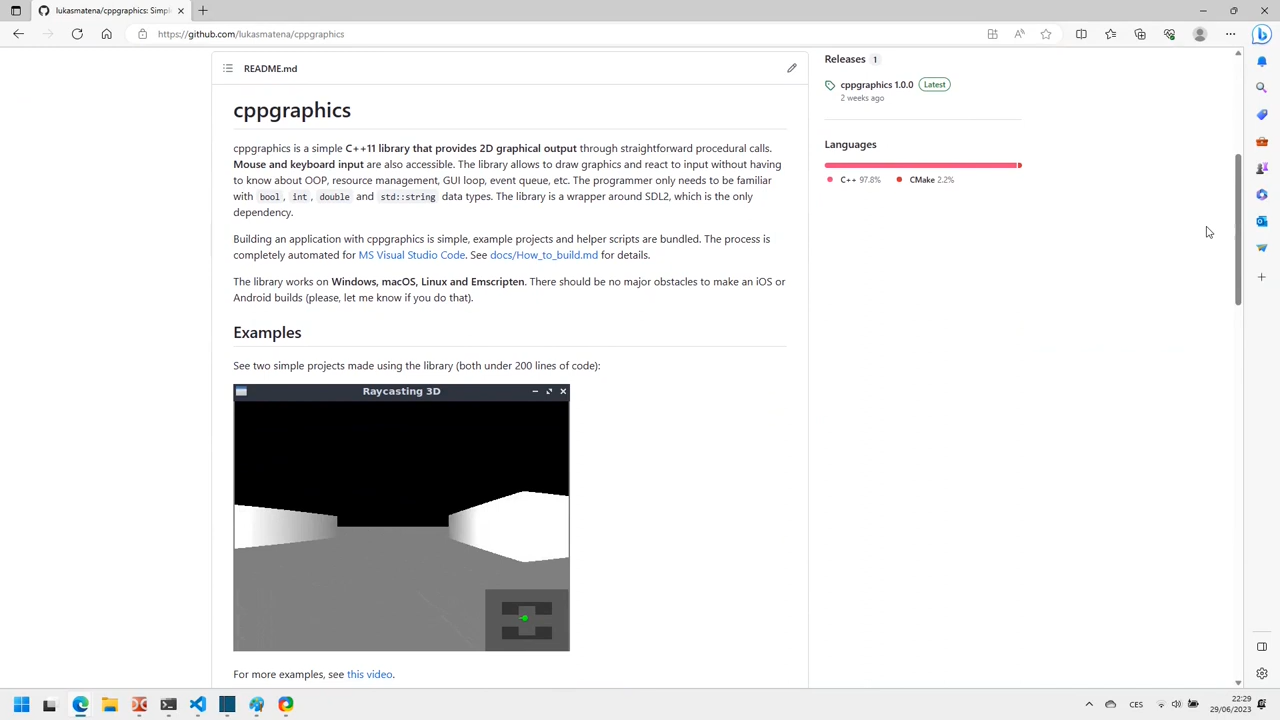 lukasmatena/cppgraphics: Simpl
https://github.com/lukasmatena/cppgraphics
README.md
cppgraphics
cppgraphics is a simple C++11 library that provides 2D graphical output through straightforward procedural calls.
Mouse and keyboard input are also accessible. The library allows to draw graphics and react to input without having
to know about OOP, resource management, GUI loop, event queue, etc. The programmer only needs to be familiar
with bool, int, double and std::string data types. The library is a wrapper around SDL2, which is the only
dependency.
Building an application with cppgraphics is simple, example projects and helper scripts are bundled. The process is
completely automated for MS Visual Studio Code. See docs/How_to_build.md for details.
The library works on Windows, macOS, Linux and Emscripten. There should be no major obstacles to make an iOS or
Android builds (please, let me know if you do that).
Examples
See two simple projects made using the library (both under 200 lines of code):
Raycasting 3D
For more examples, see this video.
Releases 1
cppgraphics 1.0.0 Latest
2 weeks ago
Languages
C++ 97.8% CMake 2.2%
CES
22:29
29/06/2023